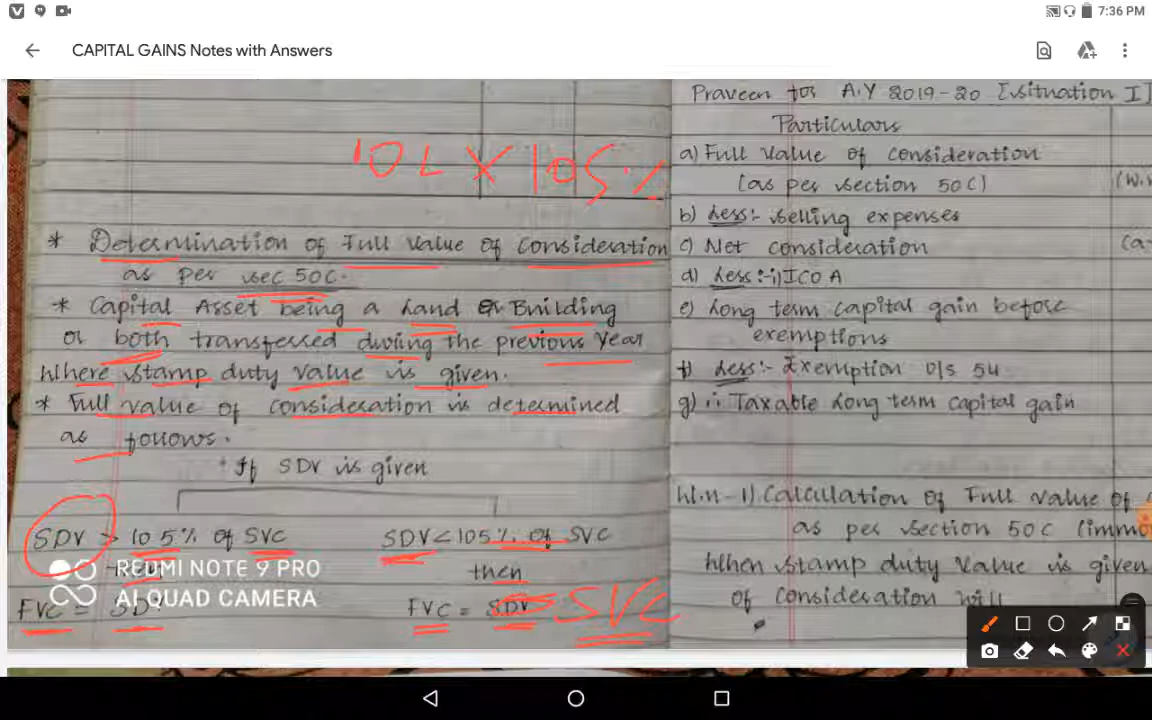 7:36 PM
CAPITAL GAINS Notes with Answers
10 L X 105%
* Determination of Full Value of Consideration
as per sec 50C.
* Capital Asset being a Land or Building
or both transferred during the previous Year
Where stamp duty value is given.
* Full value of consideration is determined
as follows.
If SDV is given
SDV > 105% of SVC
SDV < 105% of SVC
then
FVC = SDV
FVC = SDV SVC
REDMI NOTE 9 PRO
AI QUAD CAMERA
Praveen for A.Y 2019-20 [Situation I]
Particulars
a) Full Value of Consideration
(as per section 50C)
b) Less:- Selling expenses
c) Net consideration
d) Less:- i) ICOA
e) Long term capital gain before
exemptions
f) Less:- Exemption U/S 54
g) ∴ Taxable Long term capital gain
W.N-1) Calculation of Full Value of
as per section 50C (immo
When stamp duty Value is given
of consideration will